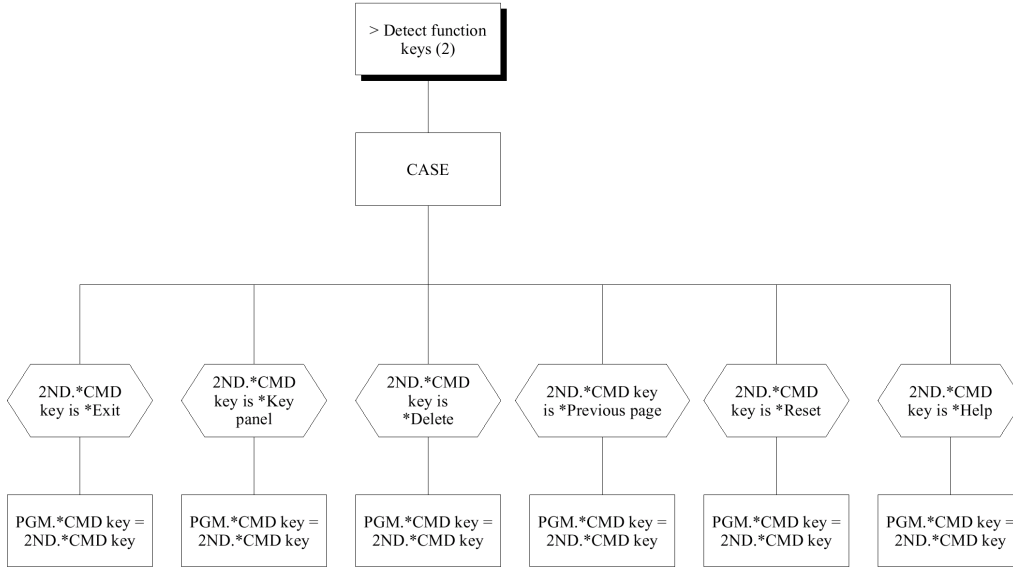 > Detect function
keys (2)
CASE
2ND.*CMD
key is *Exit
2ND.*CMD
key is *Key
panel
2ND.*CMD
key is
*Delete
2ND.*CMD key
is *Previous page
2ND.*CMD
key is *Reset
2ND.*CMD
key is *Help
PGM.*CMD key =
2ND.*CMD key
PGM.*CMD key =
2ND.*CMD key
PGM.*CMD key =
2ND.*CMD key
PGM.*CMD key =
2ND.*CMD key
PGM.*CMD key =
2ND.*CMD key
PGM.*CMD key =
2ND.*CMD key